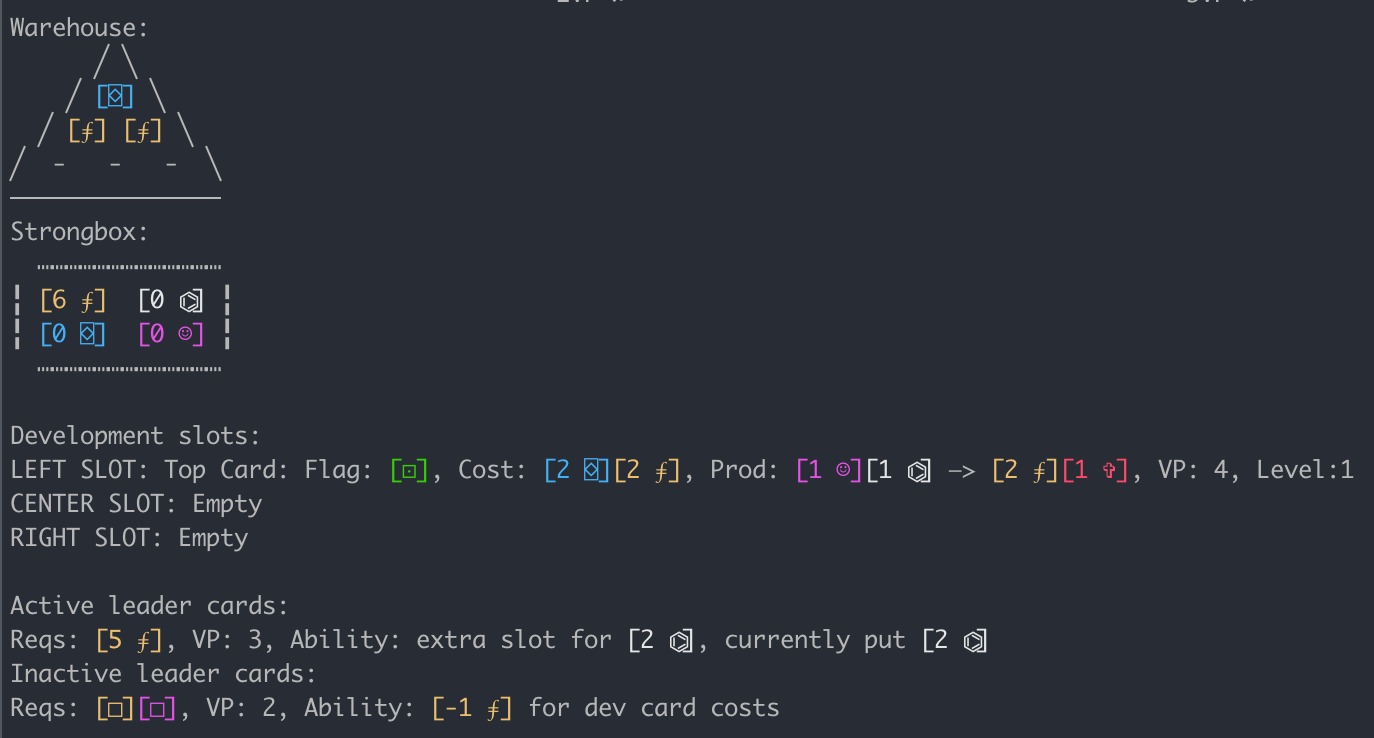 Warehouse:
/ \
/ [⍰] \
/ [ƒ] [ƒ] \
/ - - - \
Strongbox:
[6 ƒ] [0 ⌬]
[0 ⍰] [0 ☺]
Development slots:
LEFT SLOT: Top Card: Flag: [⊡], Cost: [2 ⍰][2 ƒ], Prod: [1 ☺][1 ⌬] —> [2 ƒ][1 ✞], VP: 4, Level:1
CENTER SLOT: Empty
RIGHT SLOT: Empty
Active leader cards:
Reqs: [5 ƒ], VP: 3, Ability: extra slot for [2 ⌬], currently put [2 ⌬]
Inactive leader cards:
Reqs: [□][□], VP: 2, Ability: [-1 ƒ] for dev card costs